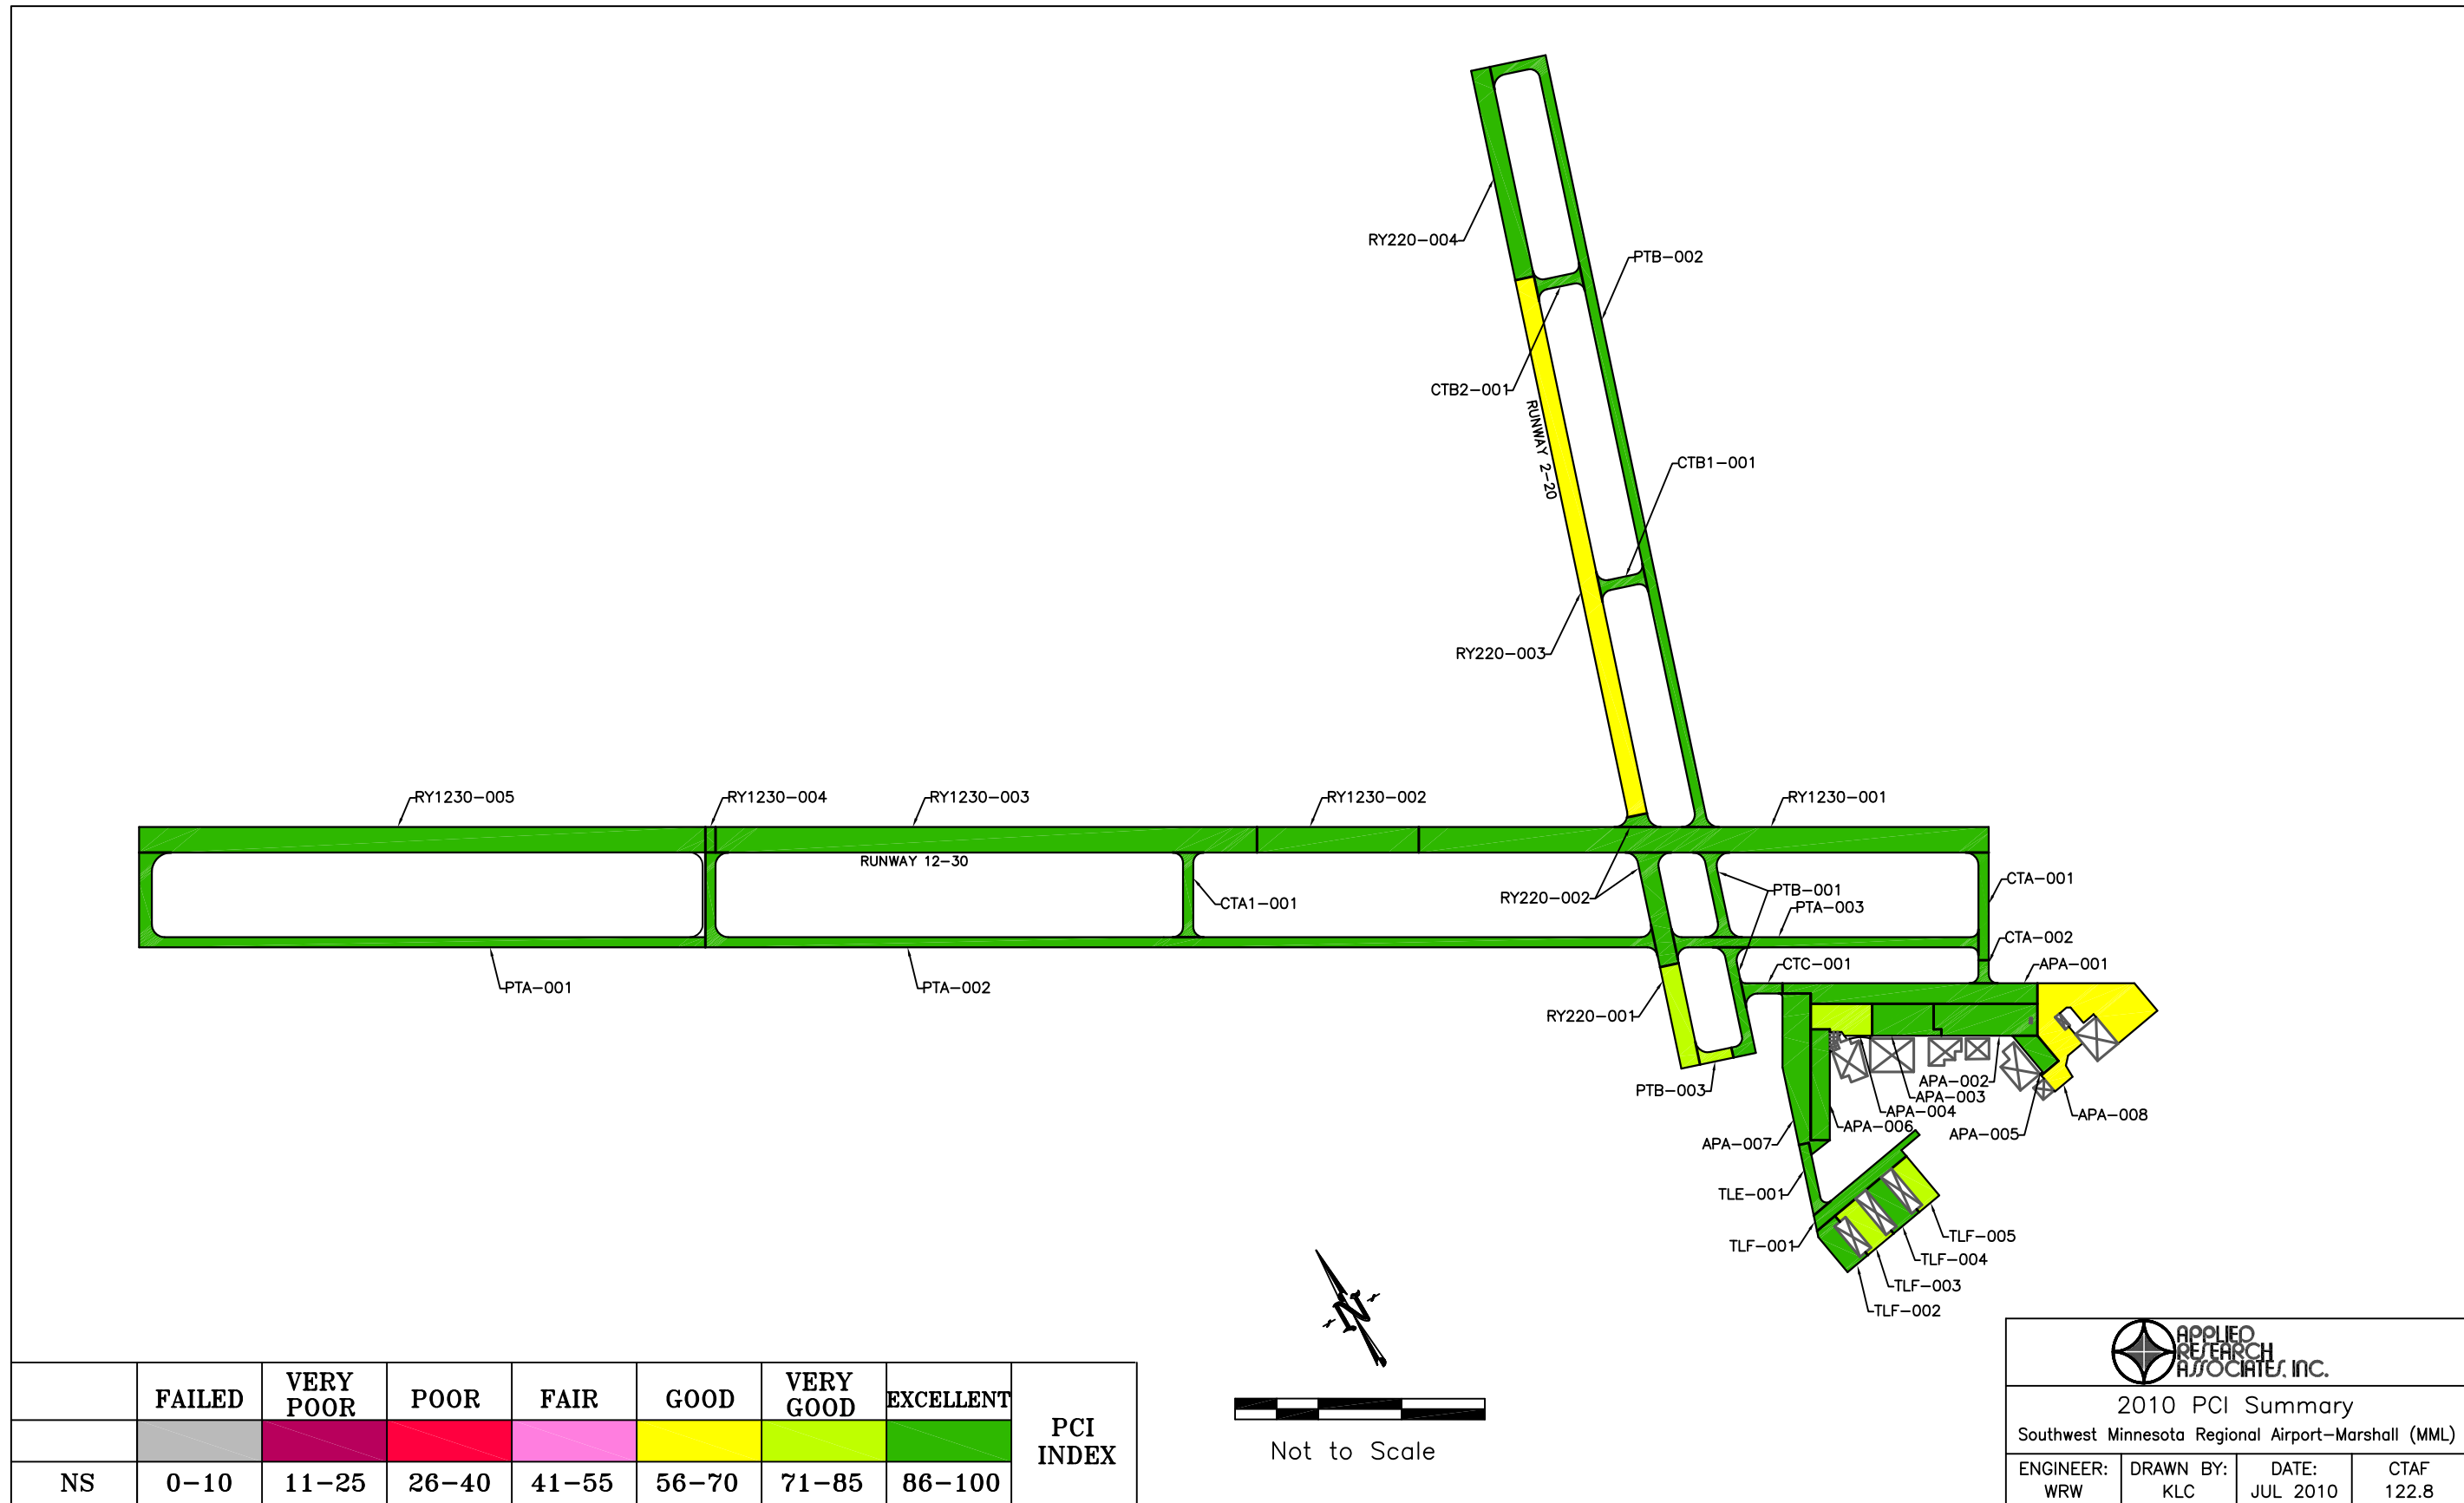 RY220-004
PTB-002
CTB2-001
RUNWAY 2-20
CTB1-001
RY220-003
RY1230-005
RY1230-004
RY1230-003
RY1230-002
RY1230-001
RUNWAY 12-30
CTA-001
PTB-001
CTA1-001
RY220-002
PTA-003
CTA-002
CTC-001
APA-001
PTA-001
PTA-002
RY220-001
APA-002
PTB-003
APA-003
APA-004
APA-008
APA-006
APA-005
APA-007
TLE-001
TLF-005
TLF-001
TLF-004
TLF-003
TLF-002
N
APPLIED
RESEARCH
ASSOCIATES, INC.
2010 PCI Summary
Southwest Minnesota Regional Airport-Marshall (MML)
ENGINEER: DRAWN BY: DATE: CTAF
WRW KLC JUL 2010 122.8
Not to Scale
FAILED VERY POOR POOR FAIR GOOD VERY GOOD EXCELLENT
PCI
INDEX
NS 0-10 11-25 26-40 41-55 56-70 71-85 86-100